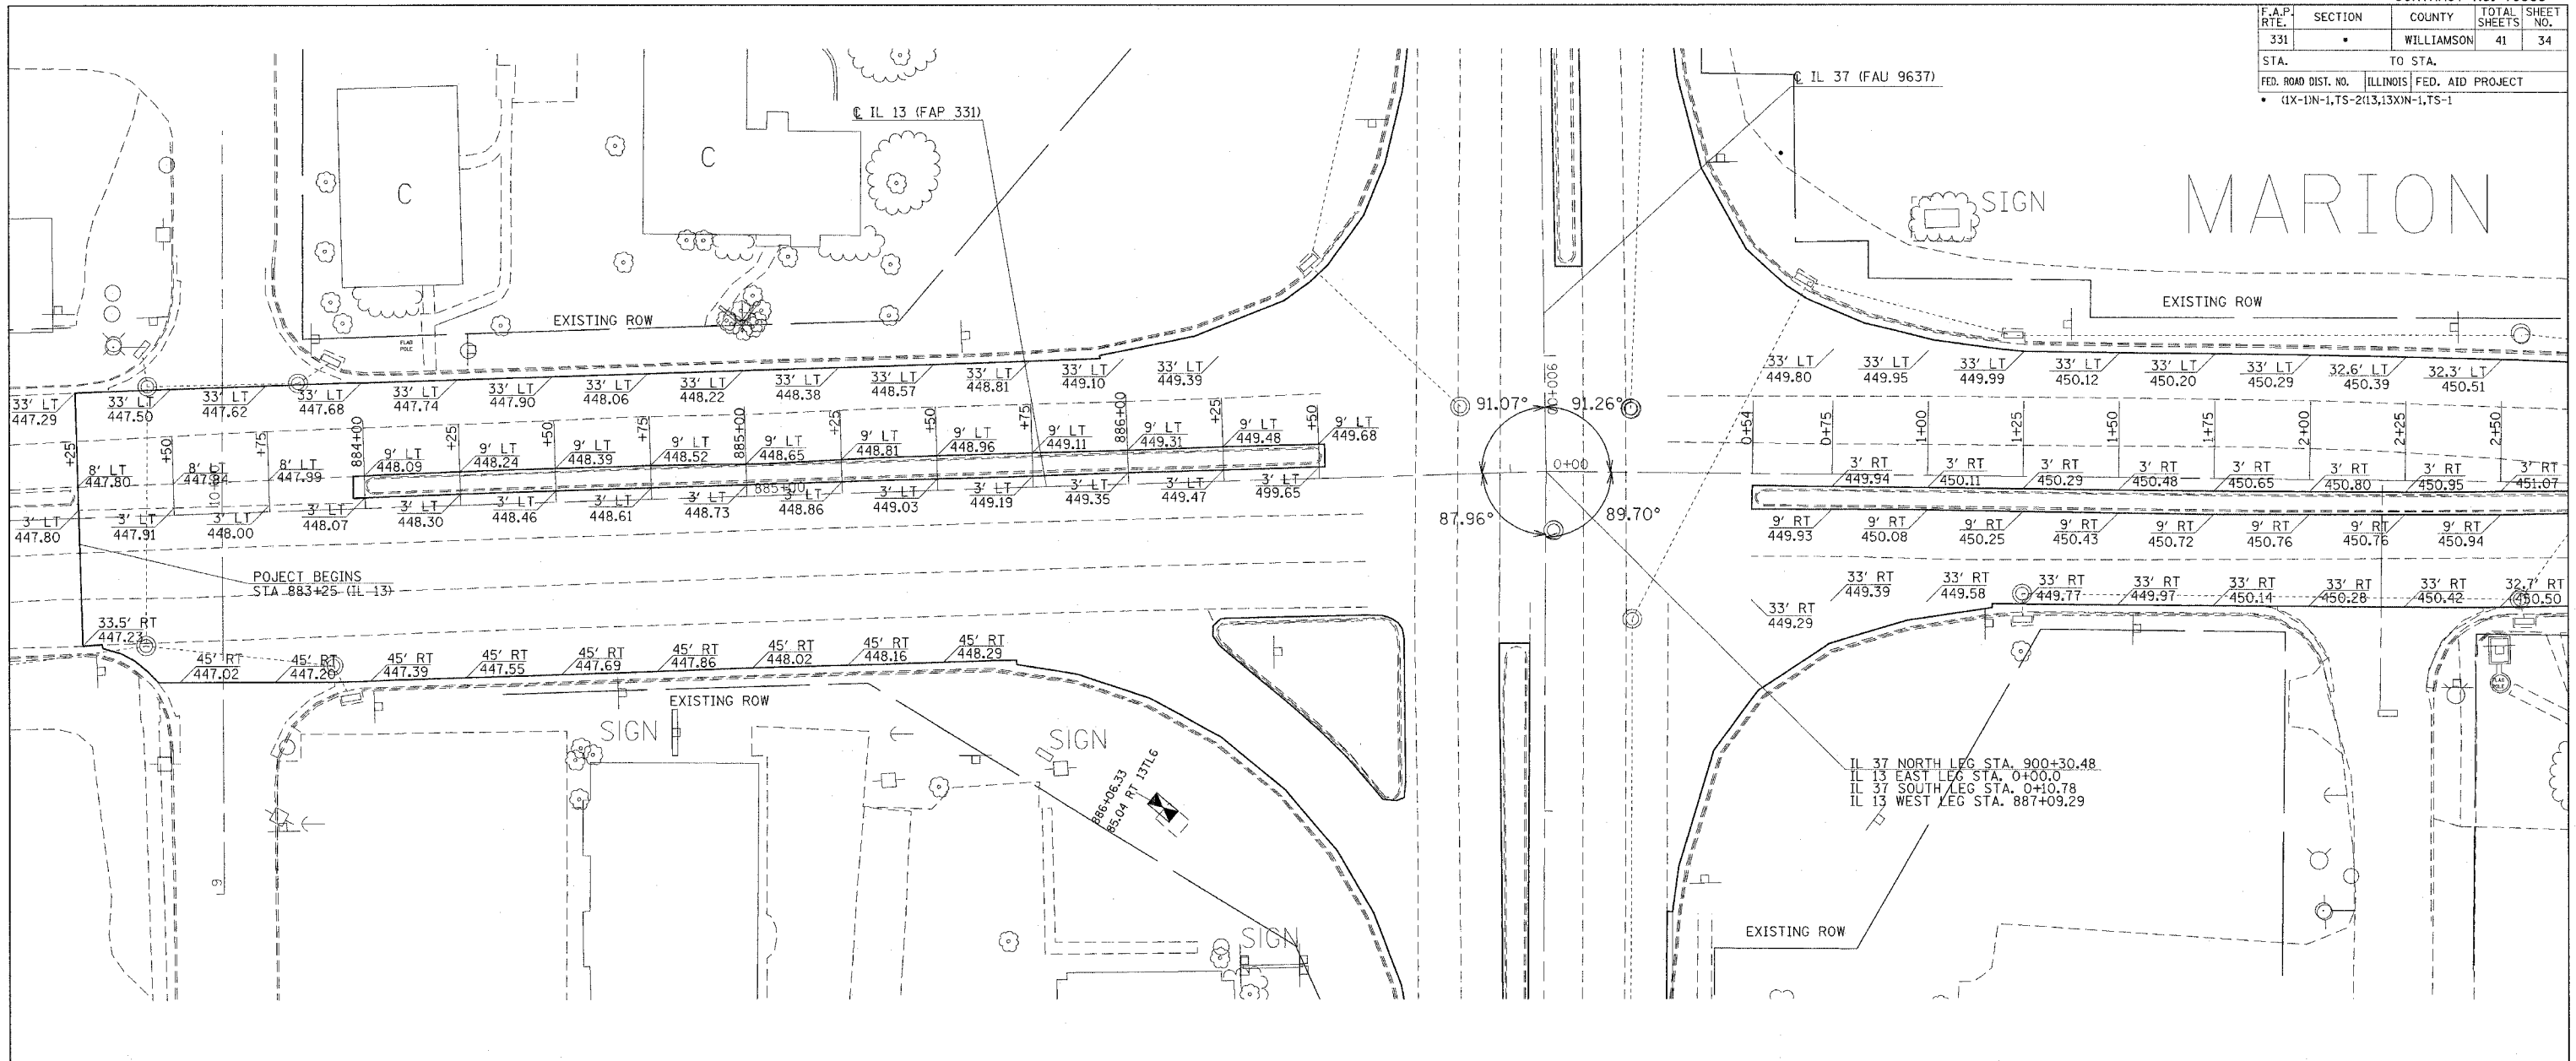 F.A.P. RTE. SECTION COUNTY TOTAL SHEETS SHEET NO.
331 • WILLIAMSON 41 34
STA. TO STA.
FED. ROAD DIST. NO. ILLINOIS FED. AID PROJECT
• (1X-1)N-1,TS-2(13,13X)N-1,TS-1
℄ IL 37 (FAU 9637)
℄ IL 13 (FAP 331)
C
C
SIGN
MARION
EXISTING ROW
EXISTING ROW
FLAG POLE
33' LT 33' LT 33' LT 33' LT 33' LT 33' LT 33' LT 33' LT 33' LT 33' LT 33' LT 33' LT 33' LT
447.29 447.50 447.62 447.68 447.74 447.90 448.06 448.22 448.38 448.57 448.81 449.10 449.39
33' LT 33' LT 33' LT 33' LT 33' LT 33' LT 32.6' LT 32.3' LT
449.80 449.95 449.99 450.12 450.20 450.29 450.39 450.51
+25 +50 +75 884+00 +25 +50 +75 885+00 +25 +50 +75 886+00 +25 +50
91.07° 91.26°
87.96° 89.70°
0+00
0+54 0+75 1+00 1+25 1+50 1+75 2+00 2+25 2+50
8' LT 8' LT 8' LT 9' LT 9' LT 9' LT 9' LT 9' LT 9' LT 9' LT 9' LT 9' LT 9' LT 9' LT
447.80 447.94 447.99 448.09 448.24 448.39 448.52 448.65 448.81 448.96 449.11 449.31 449.48 449.68
885+00
3' LT 3' LT 3' LT 3' LT 3' LT 3' LT 3' LT 3' LT 3' LT 3' LT 3' LT 3' LT 3' LT 3' LT
447.80 447.91 448.00 448.07 448.30 448.46 448.61 448.73 448.86 449.03 449.19 449.35 449.47 499.65
3' RT 3' RT 3' RT 3' RT 3' RT 3' RT 3' RT 3' RT
449.94 450.11 450.29 450.48 450.65 450.80 450.95 451.07
9' RT 9' RT 9' RT 9' RT 9' RT 9' RT 9' RT 9' RT
449.93 450.08 450.25 450.43 450.72 450.76 450.76 450.94
POJECT BEGINS
STA 883+25 (IL 13)
33' RT 33' RT 33' RT 33' RT 33' RT 33' RT 33' RT 33' RT 32.7' RT
449.29 449.39 449.58 449.77 449.97 450.14 450.28 450.42 450.50
33.5' RT
447.23
45' RT 45' RT 45' RT 45' RT 45' RT 45' RT 45' RT 45' RT 45' RT
447.02 447.20 447.39 447.55 447.69 447.86 448.02 448.16 448.29
EXISTING ROW
SIGN
SIGN
FLAG POLE
886+06.33
85.04 RT 13TL6
IL 37 NORTH LEG STA. 900+30.48
IL 13 EAST LEG STA. 0+00.0
IL 37 SOUTH LEG STA. 0+10.78
IL 13 WEST LEG STA. 887+09.29
9
EXISTING ROW
SIGN